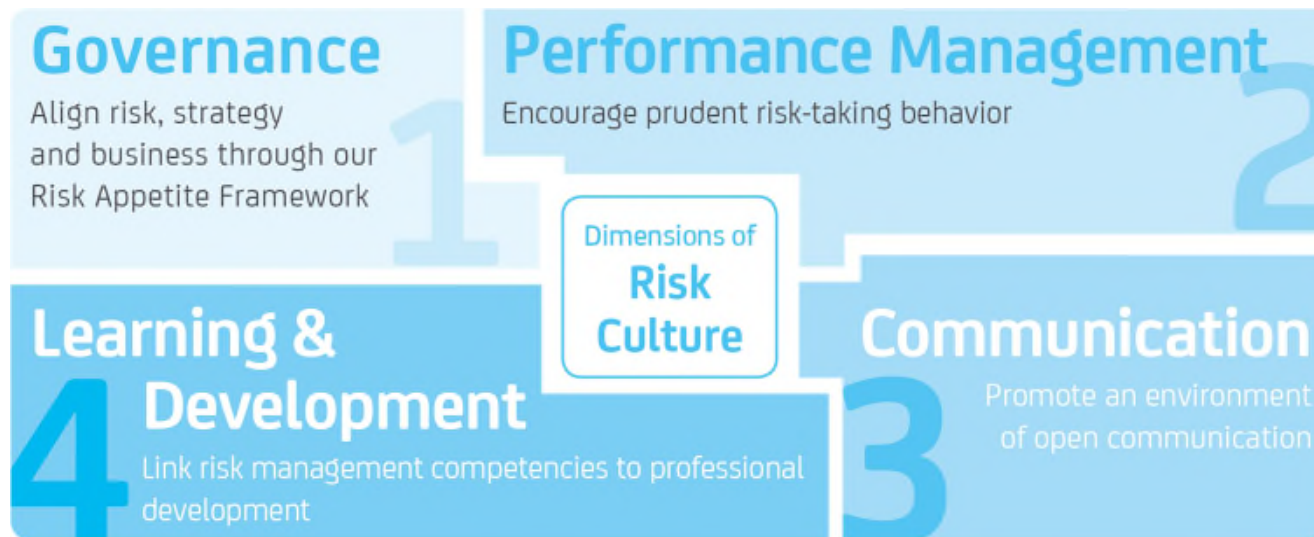 Governance
Align risk, strategy
and business through our
Risk Appetite Framework
1
Performance Management
Encourage prudent risk-taking behavior
2
Dimensions of
Risk
Culture
Communication
Promote an environment
of open communication
3
Learning &
Development
Link risk management competencies to professional
development
4